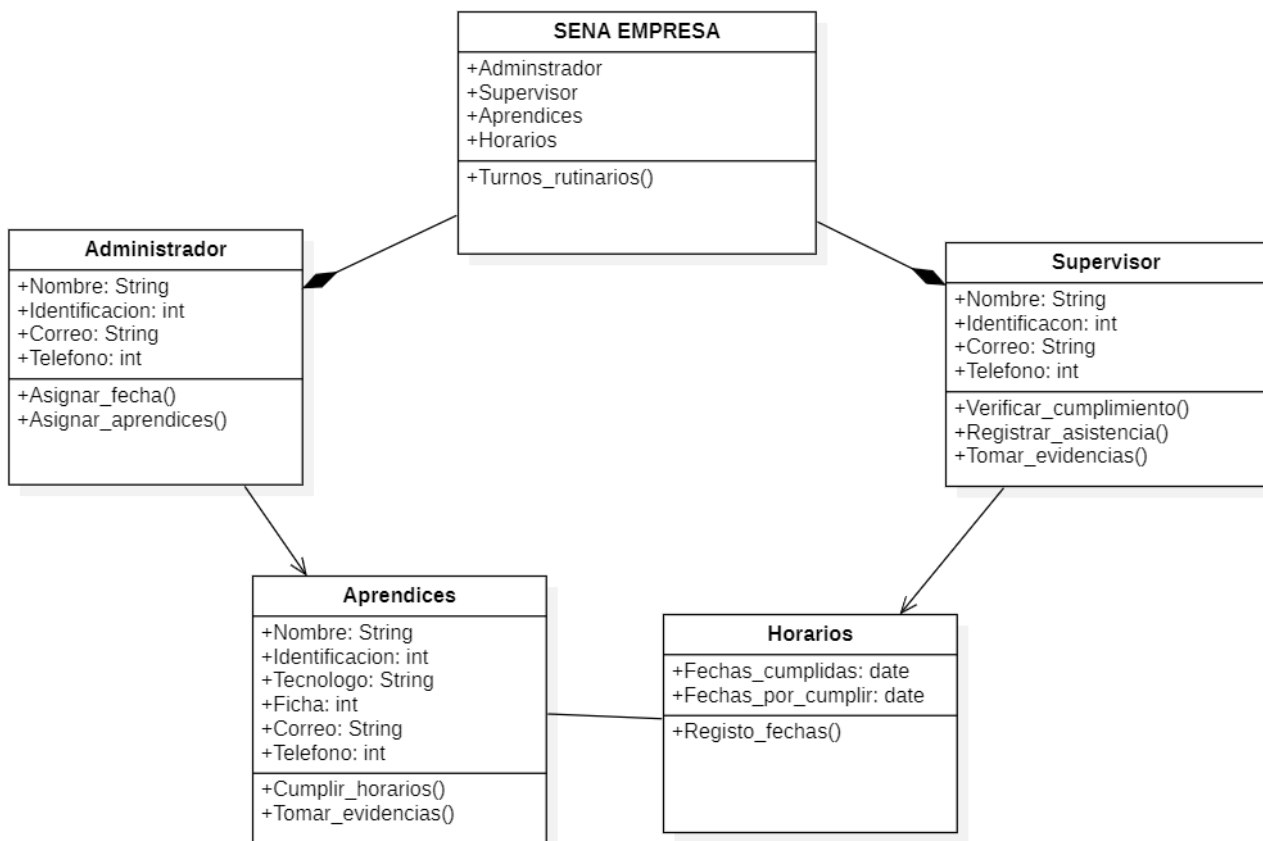 SENA EMPRESA
+Adminstrador
+Supervisor
+Aprendices
+Horarios
+Turnos_rutinarios()
Administrador
+Nombre: String
+Identificacion: int
+Correo: String
+Telefono: int
+Asignar_fecha()
+Asignar_aprendices()
Supervisor
+Nombre: String
+Identificacon: int
+Correo: String
+Telefono: int
+Verificar_cumplimiento()
+Registrar_asistencia()
+Tomar_evidencias()
Aprendices
+Nombre: String
+Identificacion: int
+Tecnologo: String
+Ficha: int
+Correo: String
+Telefono: int
+Cumplir_horarios()
+Tomar_evidencias()
Horarios
+Fechas_cumplidas: date
+Fechas_por_cumplir: date
+Registo_fechas()